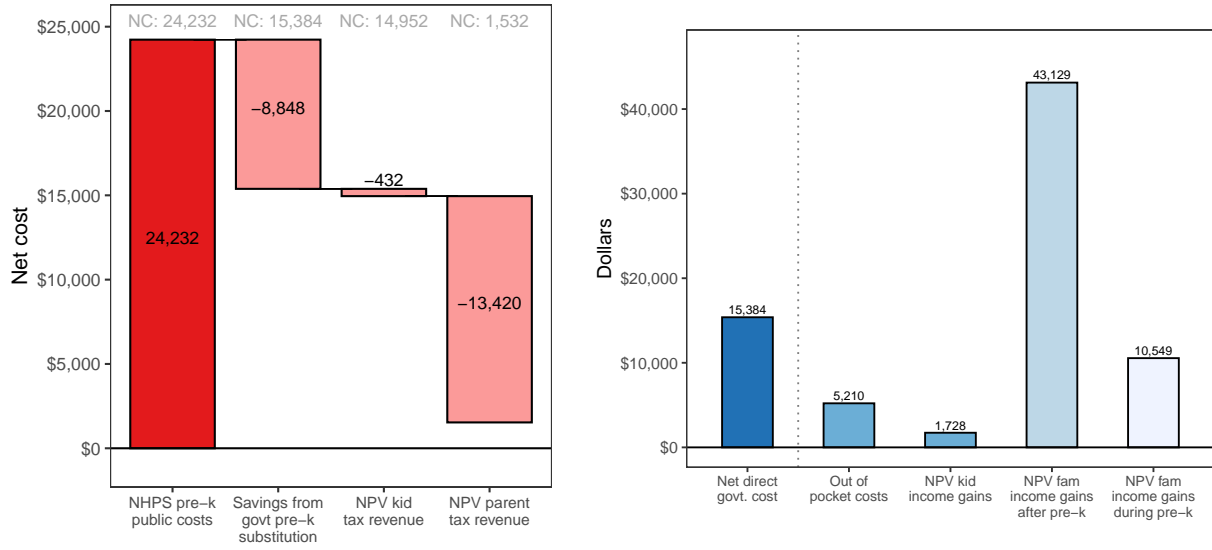 NC: 24,232 NC: 15,384 NC: 14,952 NC: 1,532
$25,000
$20,000
$15,000
$10,000
$5,000
$0
Net cost
24,232
−8,848
−432
−13,420
NHPS pre−k
public costs
Savings from
govt pre−k
substitution
NPV kid
tax revenue
NPV parent
tax revenue
$40,000
$30,000
$20,000
$10,000
$0
Dollars
15,384
5,210
1,728
43,129
10,549
Net direct
govt. cost
Out of
pocket costs
NPV kid
income gains
NPV fam
income gains
after pre−k
NPV fam
income gains
during pre−k